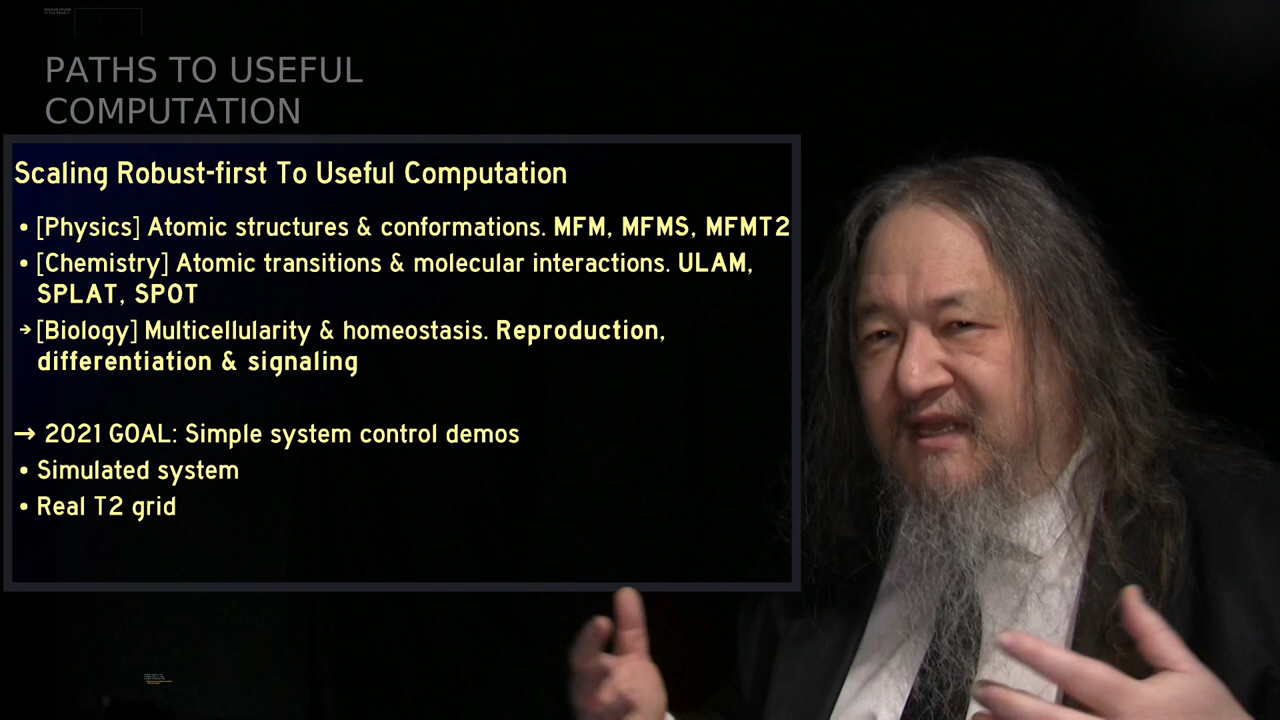 PATHS TO USEFUL
COMPUTATION
Scaling Robust-first To Useful Computation
• [Physics] Atomic structures & conformations. MFM, MFMS, MFMT2
• [Chemistry] Atomic transitions & molecular interactions. ULAM,
SPLAT, SPOT
→ [Biology] Multicellularity & homeostasis. Reproduction,
differentiation & signaling
→ 2021 GOAL: Simple system control demos
• Simulated system
• Real T2 grid